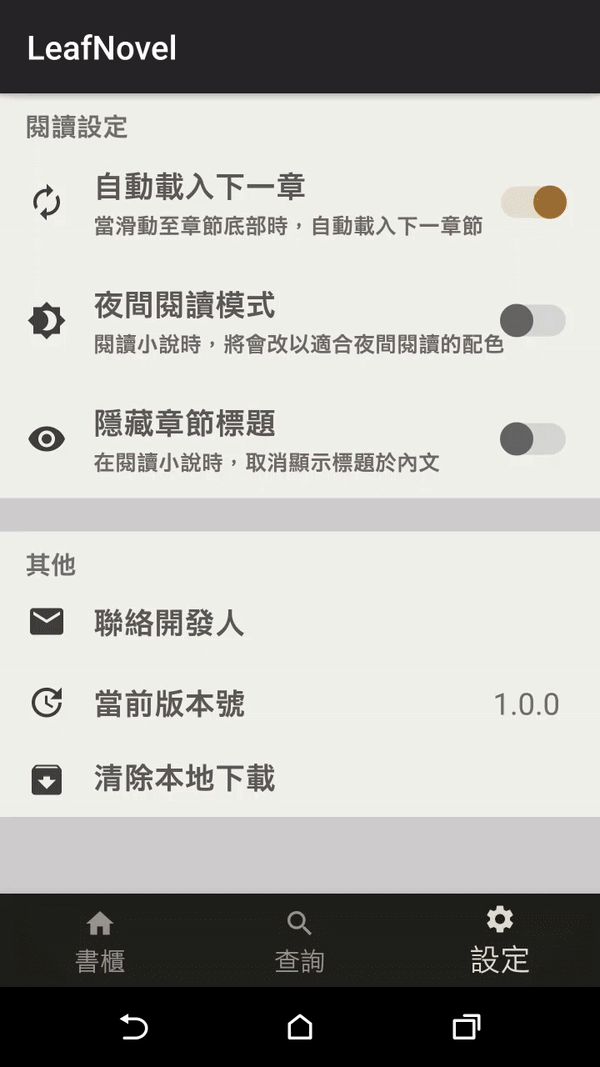 LeafNovel
閱讀設定
自動載入下一章
當滑動至章節底部時，自動載入下一章節
夜間閱讀模式
閱讀小說時，將會改以適合夜間閱讀的配色
隱藏章節標題
在閱讀小說時，取消顯示標題於內文
其他
聯絡開發人
當前版本號 1.0.0
清除本地下載
書櫃 查詢 設定